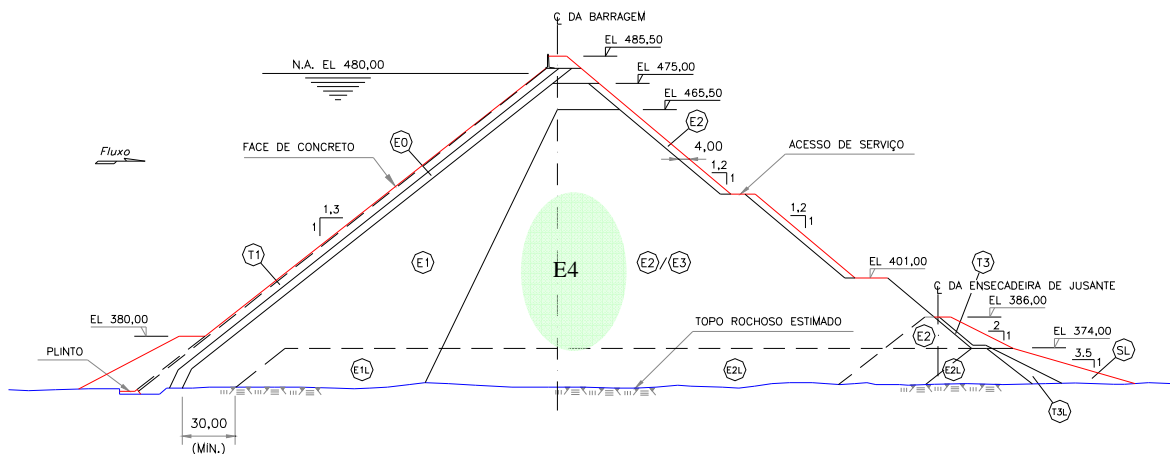 ℄ DA BARRAGEM
EL 485,50
N.A. EL 480,00
EL 475,00
EL 465,50
E2
E0
FACE DE CONCRETO
4,00
ACESSO DE SERVIÇO
Fluxo
1,2
1
1,3
1
1,2
1
T1
E1
E4
E2/E3
EL 401,00
T3
℄ DA ENSECADEIRA DE JUSANTE
EL 386,00
EL 380,00
TOPO ROCHOSO ESTIMADO
E2
2
1
EL 374,00
PLINTO
SL
E1L
E2L
E2L
3.5
1
T3L
30,00
(MÍN.)